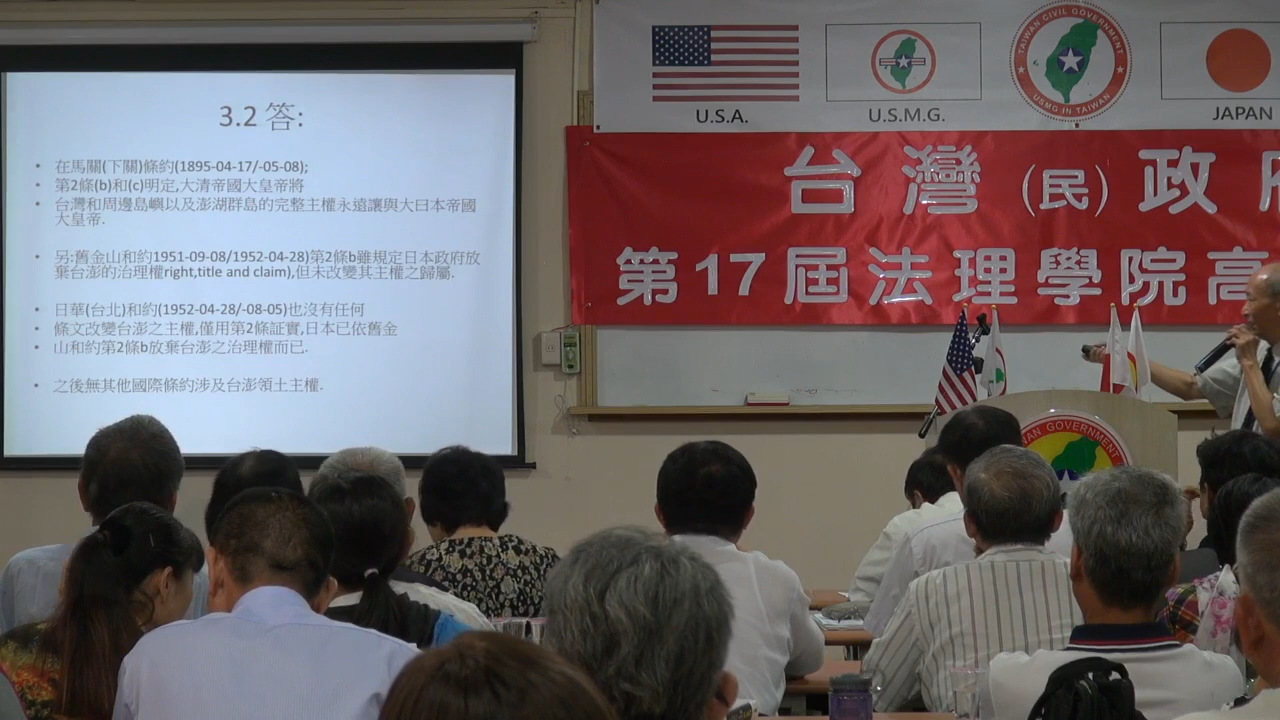 3.2 答:
• 在馬關(下關)條約(1895-04-17/-05-08);
• 第2條(b)和(c)明定,大清帝國大皇帝將
• 台灣和周邊島嶼以及澎湖群島的完整主權永遠讓與大日本帝國
大皇帝.
• 另:舊金山和約1951-09-08/1952-04-28)第2條b雖規定日本政府放
棄台澎的治理權right,title and claim),但未改變其主權之歸屬.
• 日華(台北)和約(1952-04-28/-08-05)也沒有任何
• 條文改變台澎之主權,僅用第2條証實,日本已依舊金
• 山和約第2條b放棄台澎之治理權而已.
• 之後無其他國際條約涉及台澎領土主權.
U.S.A.
U.S.M.G.
TAIWAN CIVIL GOVERNMENT
USMG IN TAIWAN
JAPAN
台灣(民)政
第17屆法理學院高
GOVERNMENT